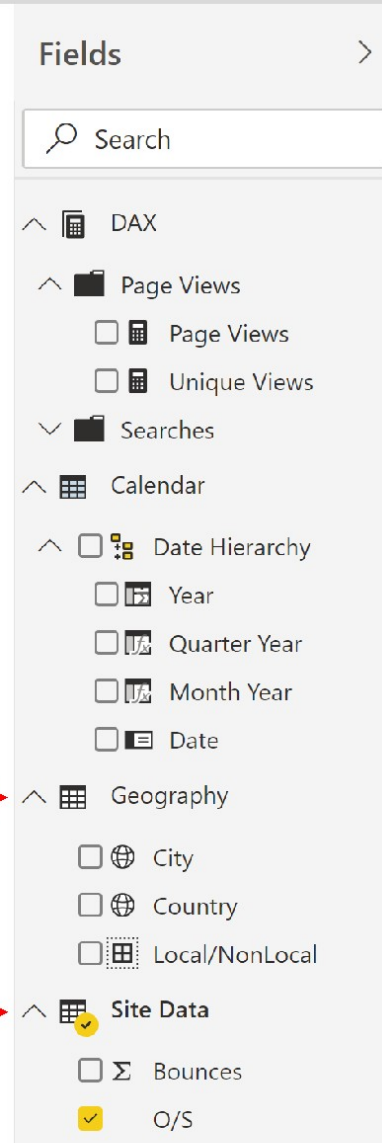 Fields
Search
DAX
Page Views
Page Views
Unique Views
Searches
Calendar
Date Hierarchy
Year
Quarter Year
Month Year
Date
Geography
City
Country
Local/NonLocal
Site Data
Bounces
O/S